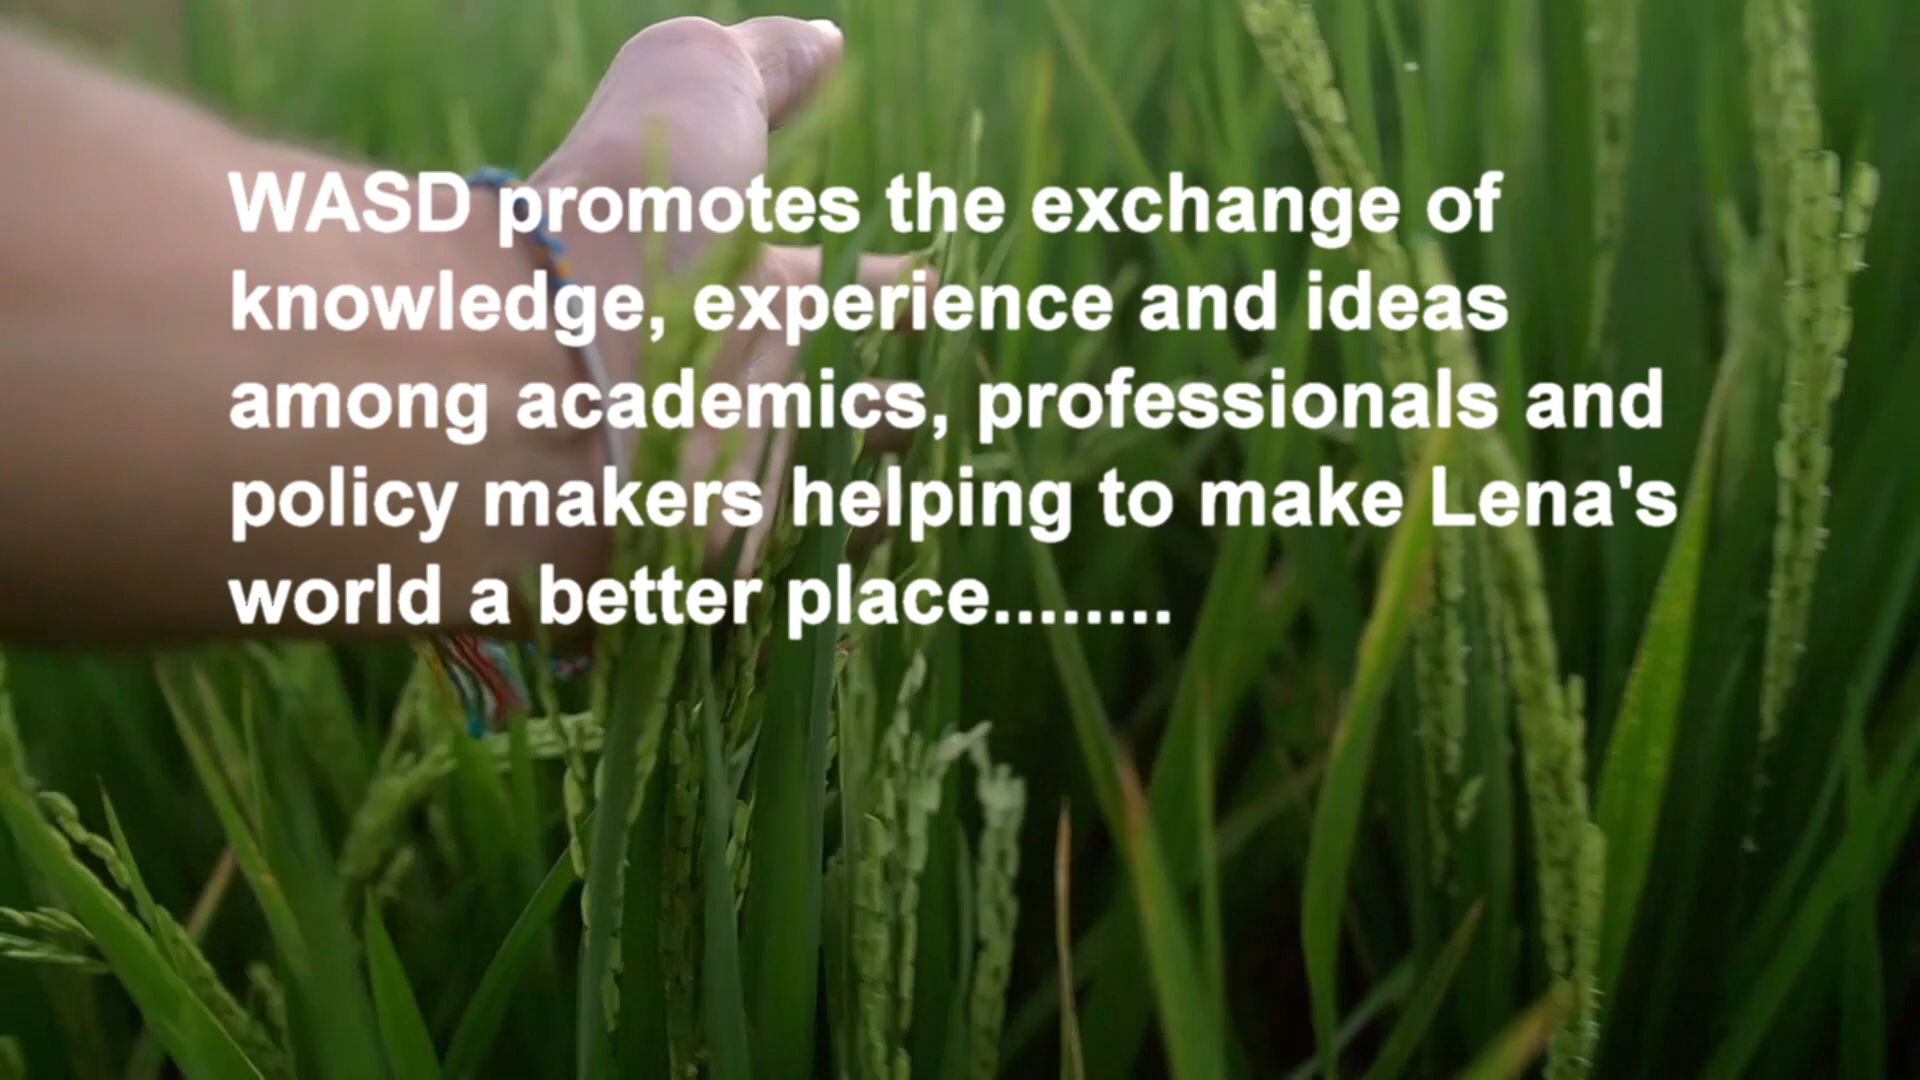 WASD promotes the exchange of
knowledge, experience and ideas
among academics, professionals and
policy makers helping to make Lena's
world a better place........